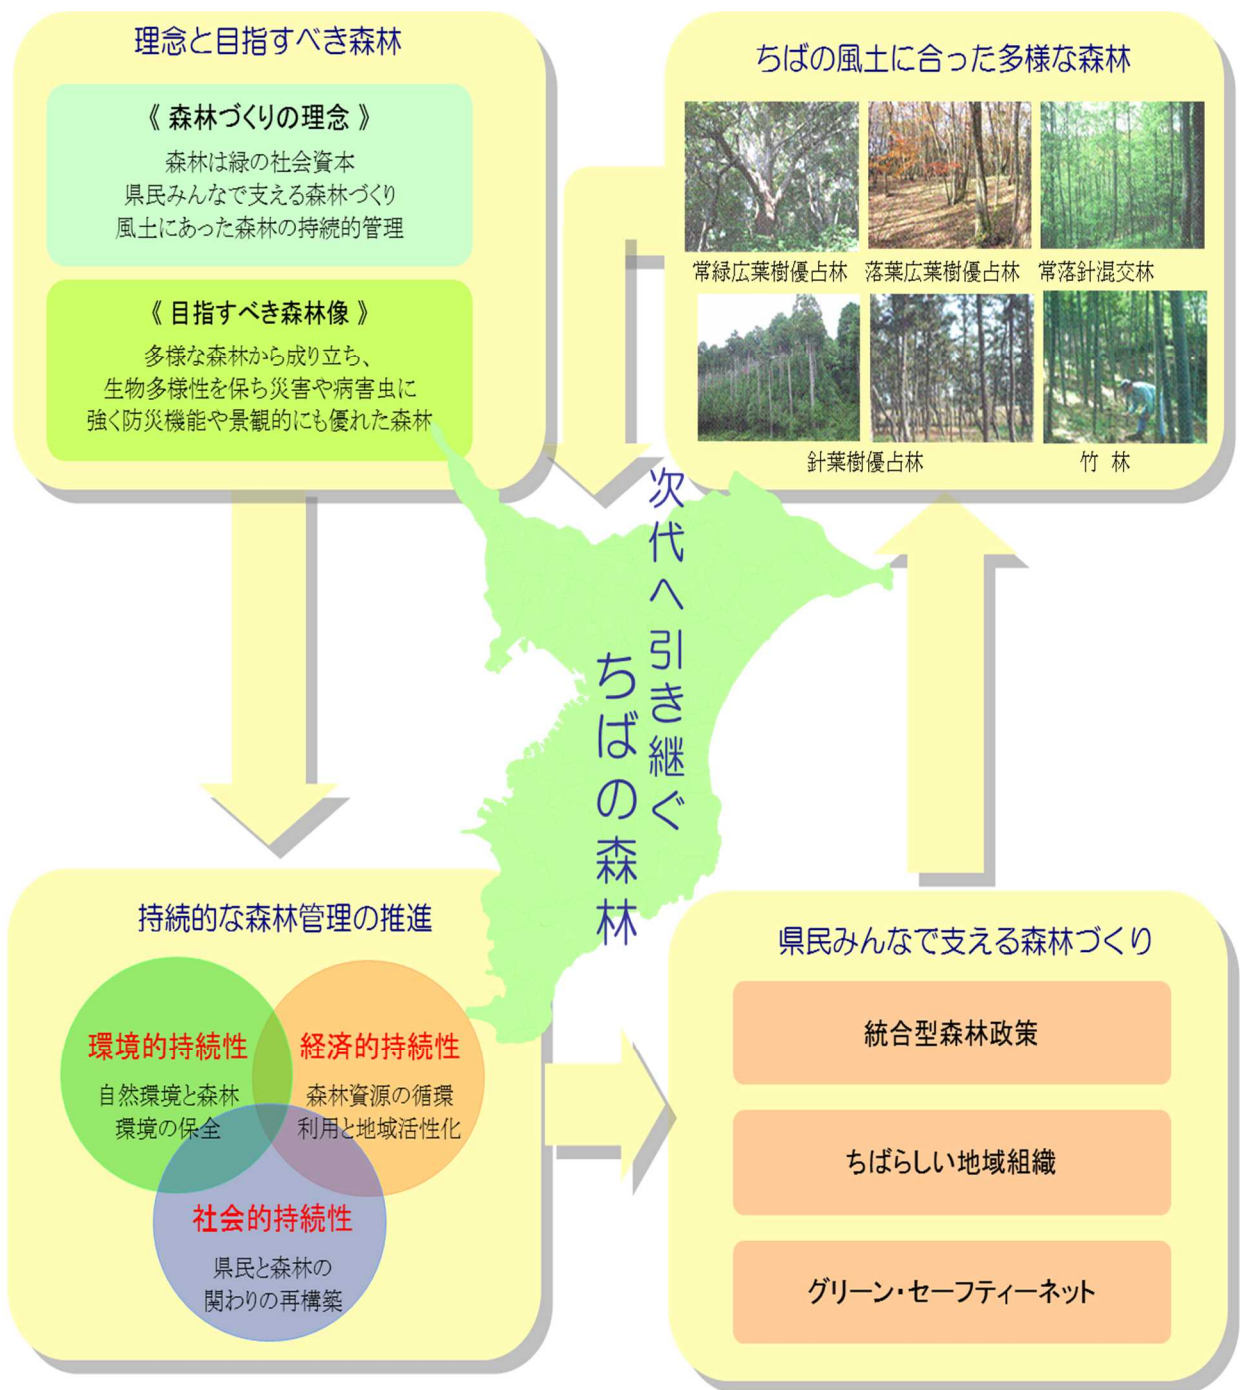 理念と目指すべき森林
《 森林づくりの理念 》
森林は緑の社会資本
県民みんなで支える森林づくり
風土にあった森林の持続的管理
《 目指すべき森林像 》
多様な森林から成り立ち、
生物多様性を保ち災害や病害虫に
強く防災機能や景観的にも優れた森林
ちばの風土に合った多様な森林
常緑広葉樹優占林
落葉広葉樹優占林
常落針混交林
針葉樹優占林
竹 林
次代へ引き継ぐ
ちばの森林
持続的な森林管理の推進
環境的持続性
自然環境と森林
環境の保全
経済的持続性
森林資源の循環
利用と地域活性化
社会的持続性
県民と森林の
関わりの再構築
県民みんなで支える森林づくり
統合型森林政策
ちばらしい地域組織
グリーン・セーフティーネット